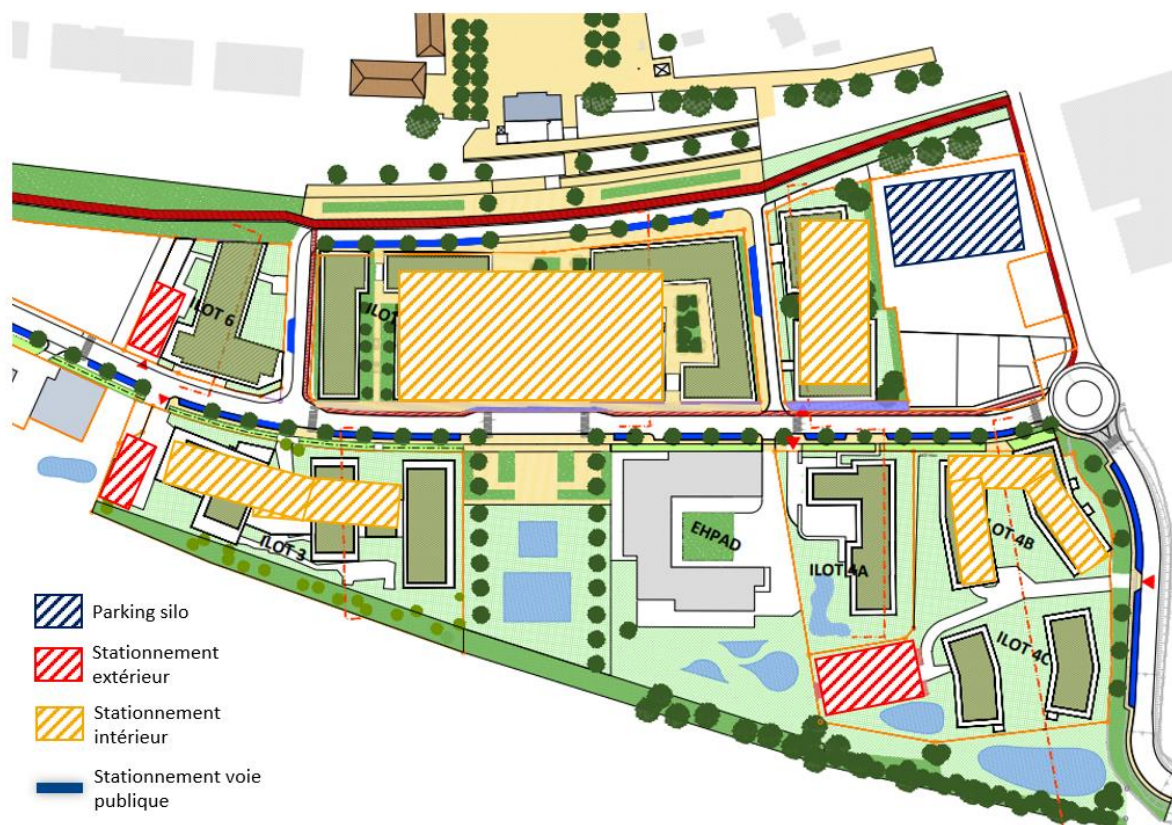 ILOT 6
ILOT
EHPAD
ILOT 3
ILOT 4A
ILOT 4B
ILOT 4C
Parking silo
Stationnement
extérieur
Stationnement
intérieur
Stationnement voie
publique